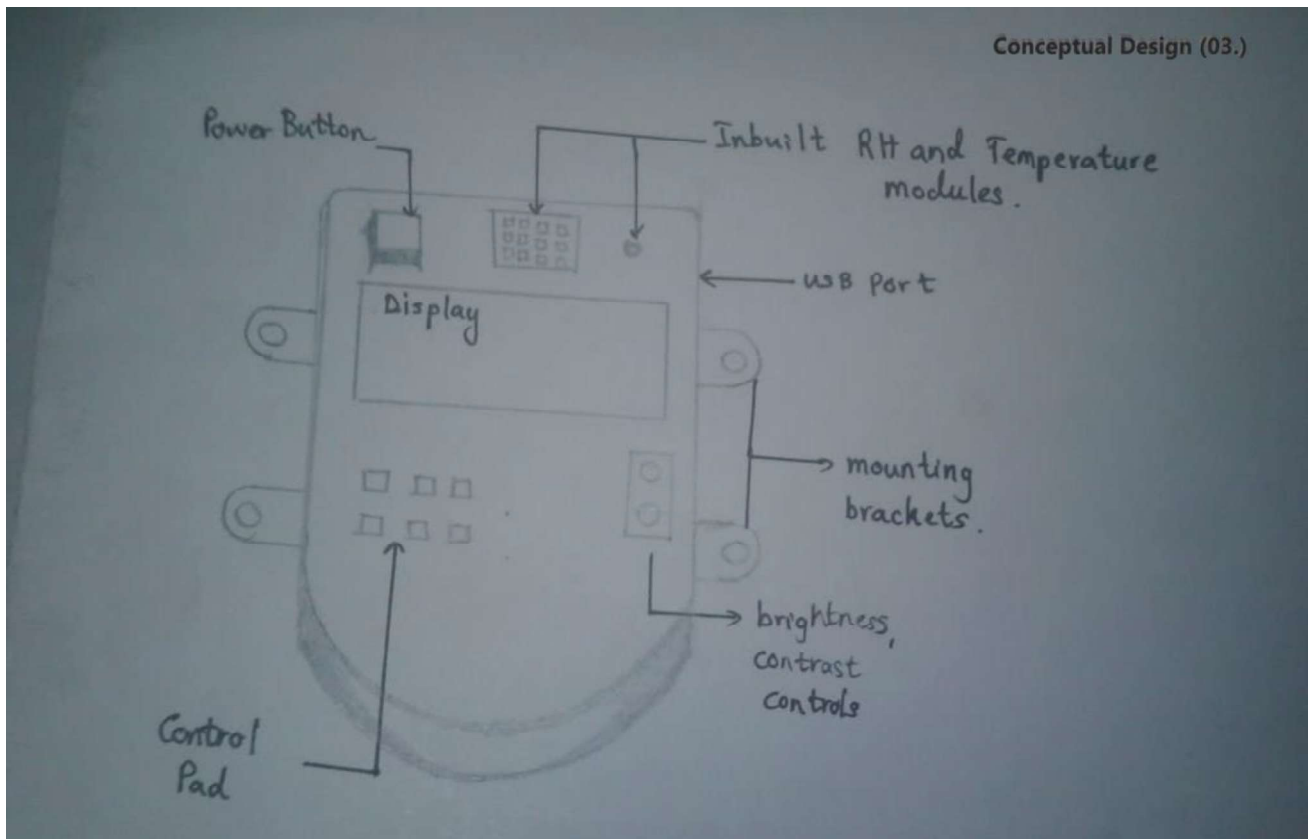 Conceptual Design (03.)
Power Button
Inbuilt RH and Temperature
modules.
USB Port
Display
mounting
brackets.
brightness,
contrast
controls
Control
Pad